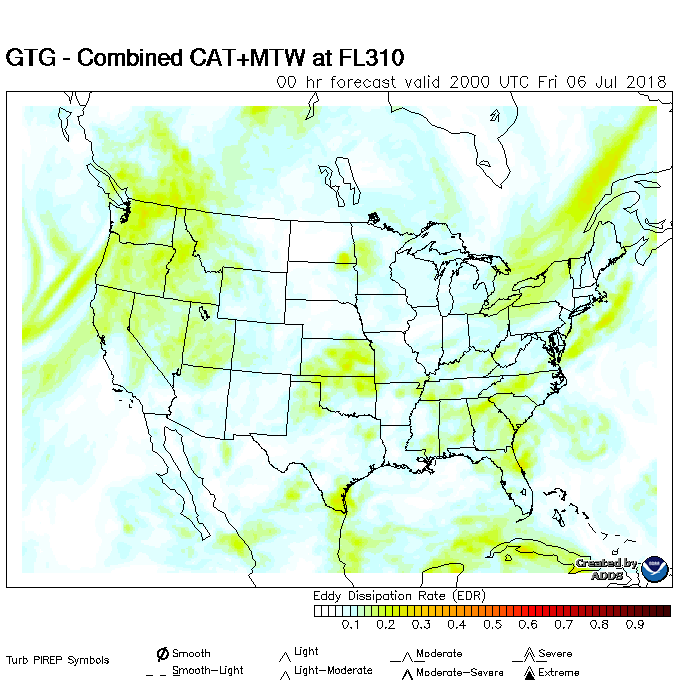 GTG - Combined CAT+MTW at FL310
00 hr forecast valid 2000 UTC Fri 06 Jul 2018
Created by
ADDS
Eddy Dissipation Rate (EDR)
0.1 0.2 0.3 0.4 0.5 0.6 0.7 0.8 0.9
Turb PIREP Symbols
Smooth Light Moderate Severe
Smooth-Light Light-Moderate Moderate-Severe Extreme